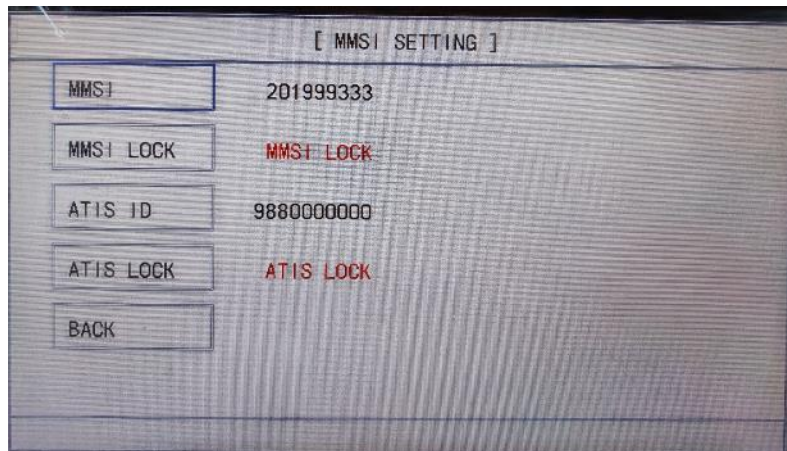 [ MMSI SETTING ]
MMSI 201999333
MMSI LOCK MMSI LOCK
ATIS ID 9880000000
ATIS LOCK ATIS LOCK
BACK